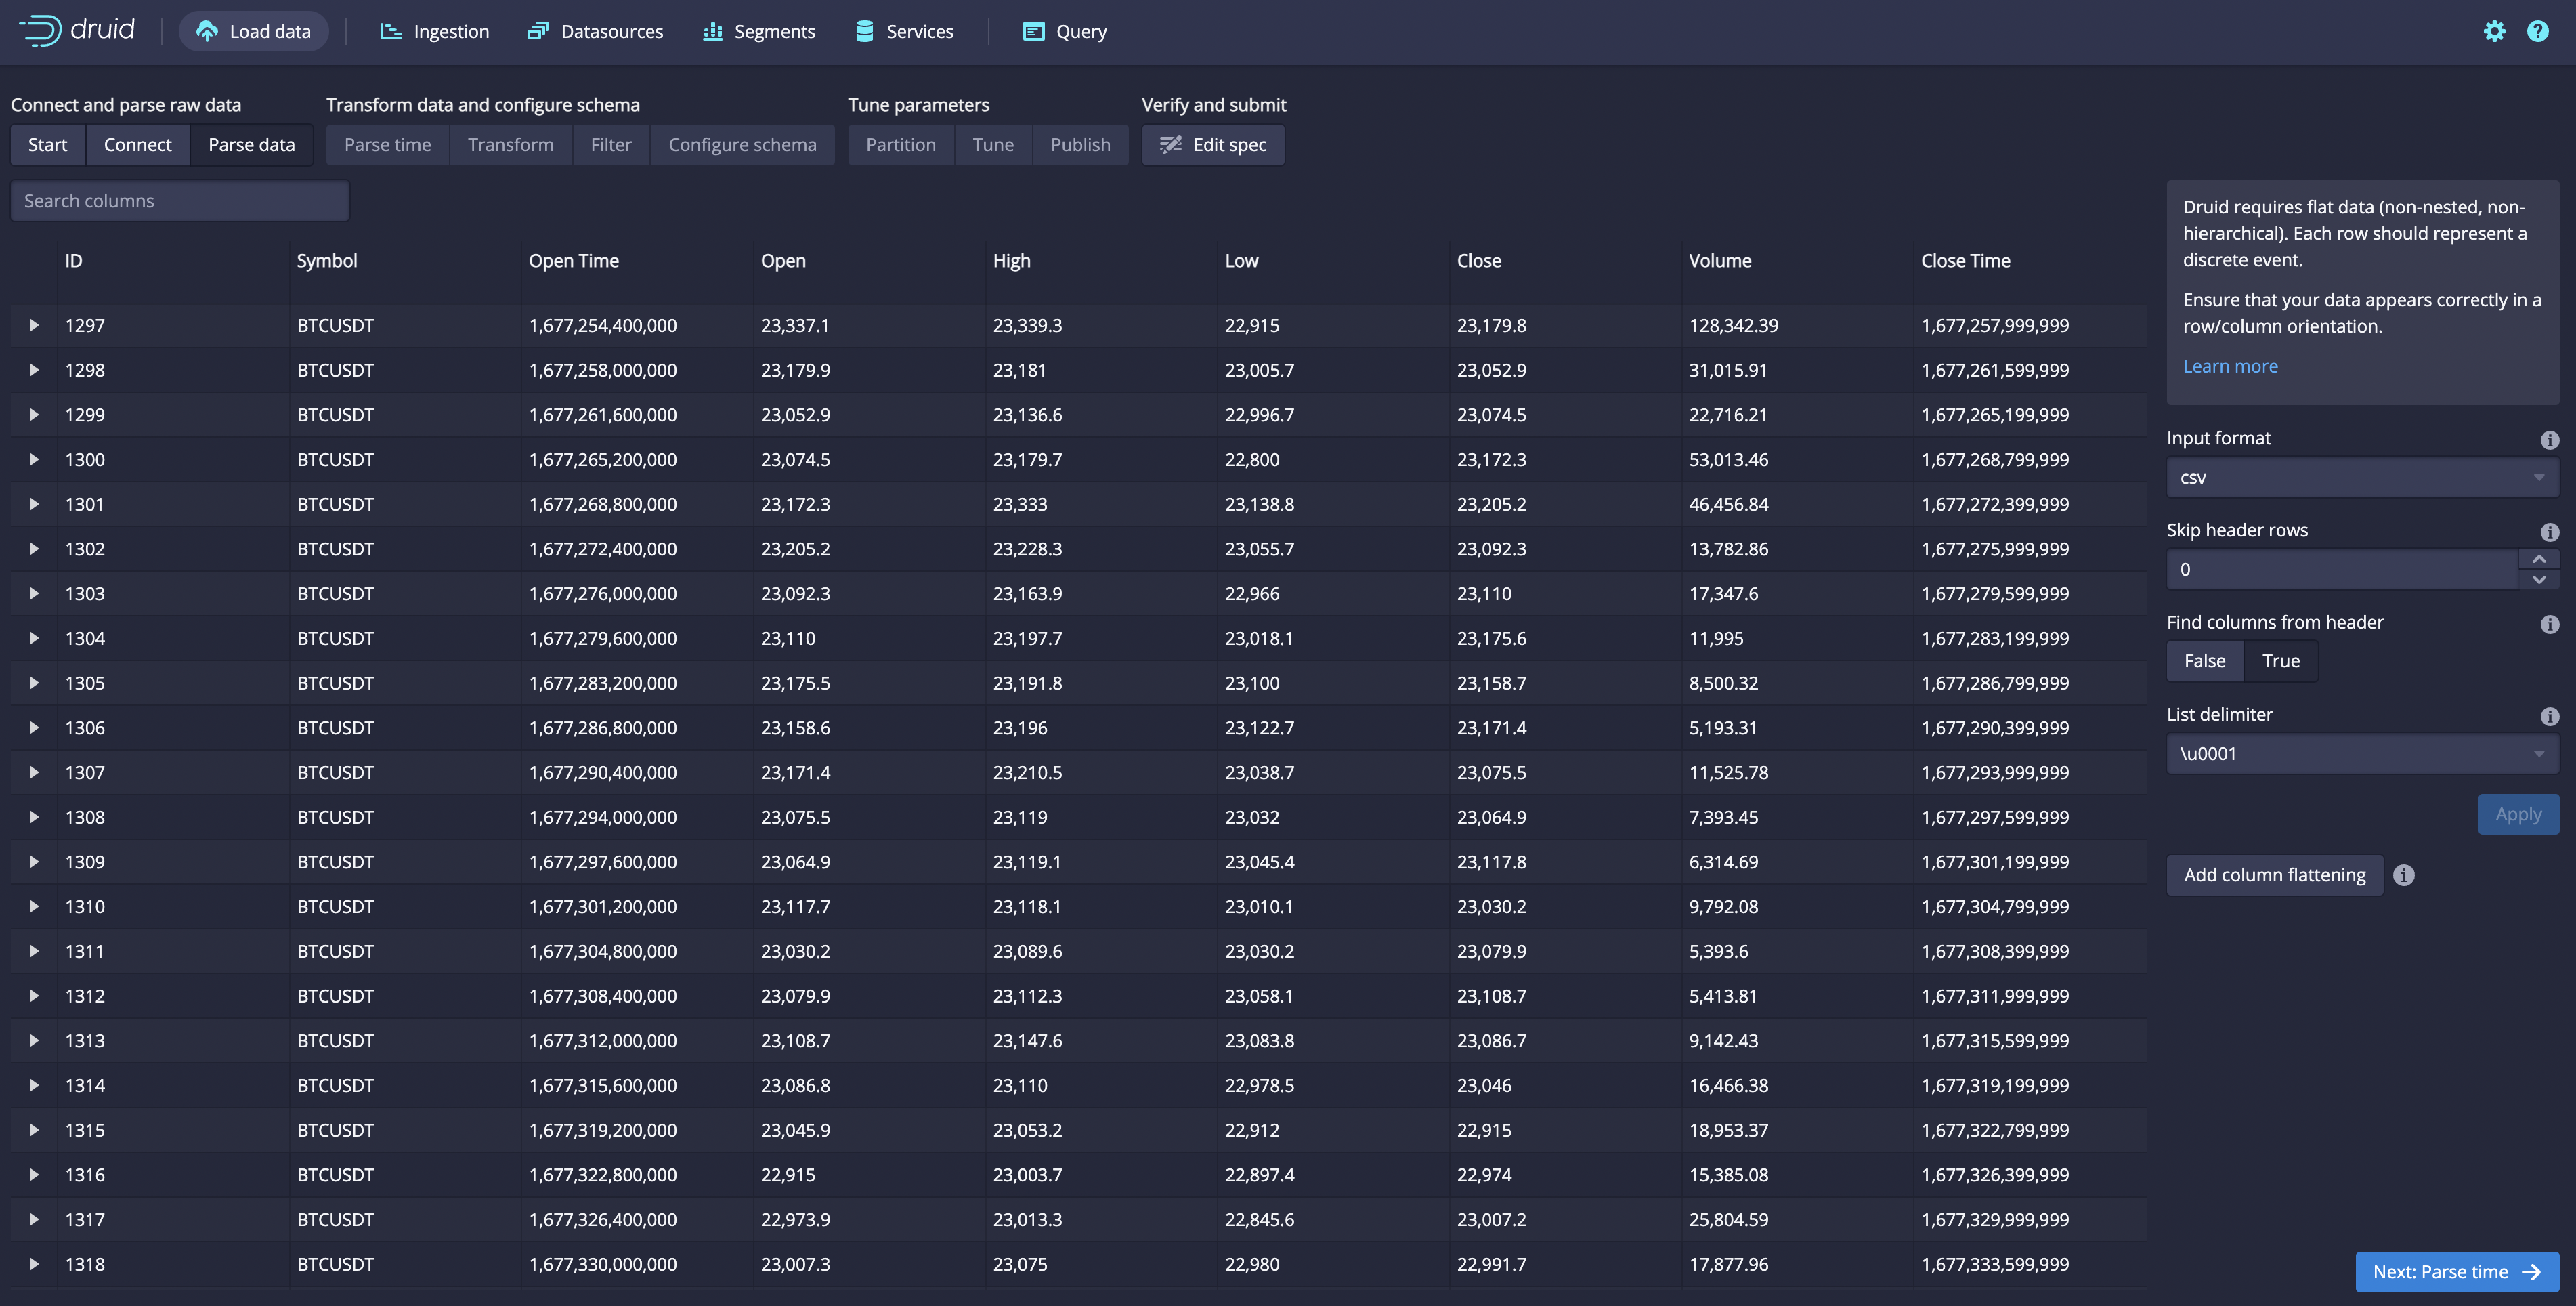 druid Load data Ingestion Datasources Segments Services Query
Connect and parse raw data Transform data and configure schema Tune parameters Verify and submit
Start Connect Parse data Parse time Transform Filter Configure schema Partition Tune Publish Edit spec
Search columns
ID Symbol Open Time Open High Low Close Volume Close Time
1297 BTCUSDT 1,677,254,400,000 23,337.1 23,339.3 22,915 23,179.8 128,342.39 1,677,257,999,999
1298 BTCUSDT 1,677,258,000,000 23,179.9 23,181 23,005.7 23,052.9 31,015.91 1,677,261,599,999
1299 BTCUSDT 1,677,261,600,000 23,052.9 23,136.6 22,996.7 23,074.5 22,716.21 1,677,265,199,999
1300 BTCUSDT 1,677,265,200,000 23,074.5 23,179.7 22,800 23,172.3 53,013.46 1,677,268,799,999
1301 BTCUSDT 1,677,268,800,000 23,172.3 23,333 23,138.8 23,205.2 46,456.84 1,677,272,399,999
1302 BTCUSDT 1,677,272,400,000 23,205.2 23,228.3 23,055.7 23,092.3 13,782.86 1,677,275,999,999
1303 BTCUSDT 1,677,276,000,000 23,092.3 23,163.9 22,966 23,110 17,347.6 1,677,279,599,999
1304 BTCUSDT 1,677,279,600,000 23,110 23,197.7 23,018.1 23,175.6 11,995 1,677,283,199,999
1305 BTCUSDT 1,677,283,200,000 23,175.5 23,191.8 23,100 23,158.7 8,500.32 1,677,286,799,999
1306 BTCUSDT 1,677,286,800,000 23,158.6 23,196 23,122.7 23,171.4 5,193.31 1,677,290,399,999
1307 BTCUSDT 1,677,290,400,000 23,171.4 23,210.5 23,038.7 23,075.5 11,525.78 1,677,293,999,999
1308 BTCUSDT 1,677,294,000,000 23,075.5 23,119 23,032 23,064.9 7,393.45 1,677,297,599,999
1309 BTCUSDT 1,677,297,600,000 23,064.9 23,119.1 23,045.4 23,117.8 6,314.69 1,677,301,199,999
1310 BTCUSDT 1,677,301,200,000 23,117.7 23,118.1 23,010.1 23,030.2 9,792.08 1,677,304,799,999
1311 BTCUSDT 1,677,304,800,000 23,030.2 23,089.6 23,030.2 23,079.9 5,393.6 1,677,308,399,999
1312 BTCUSDT 1,677,308,400,000 23,079.9 23,112.3 23,058.1 23,108.7 5,413.81 1,677,311,999,999
1313 BTCUSDT 1,677,312,000,000 23,108.7 23,147.6 23,083.8 23,086.7 9,142.43 1,677,315,599,999
1314 BTCUSDT 1,677,315,600,000 23,086.8 23,110 22,978.5 23,046 16,466.38 1,677,319,199,999
1315 BTCUSDT 1,677,319,200,000 23,045.9 23,053.2 22,912 22,915 18,953.37 1,677,322,799,999
1316 BTCUSDT 1,677,322,800,000 22,915 23,003.7 22,897.4 22,974 15,385.08 1,677,326,399,999
1317 BTCUSDT 1,677,326,400,000 22,973.9 23,013.3 22,845.6 23,007.2 25,804.59 1,677,329,999,999
1318 BTCUSDT 1,677,330,000,000 23,007.3 23,075 22,980 22,991.7 17,877.96 1,677,333,599,999
Druid requires flat data (non-nested, non-
hierarchical). Each row should represent a
discrete event.
Ensure that your data appears correctly in a
row/column orientation.
Learn more
Input format
csv
Skip header rows
0
Find columns from header
False True
List delimiter
\u0001
Apply
Add column flattening
Next: Parse time